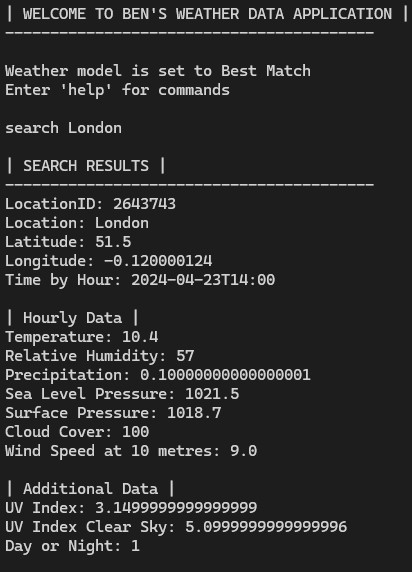 | WELCOME TO BEN'S WEATHER DATA APPLICATION |
-----------------------------------------
Weather model is set to Best Match
Enter 'help' for commands
search London
| SEARCH RESULTS |
-----------------------------------------
LocationID: 2643743
Location: London
Latitude: 51.5
Longitude: -0.120000124
Time by Hour: 2024-04-23T14:00
| Hourly Data |
Temperature: 10.4
Relative Humidity: 57
Precipitation: 0.10000000000000001
Sea Level Pressure: 1021.5
Surface Pressure: 1018.7
Cloud Cover: 100
Wind Speed at 10 metres: 9.0
| Additional Data |
UV Index: 3.1499999999999999
UV Index Clear Sky: 5.0999999999999996
Day or Night: 1